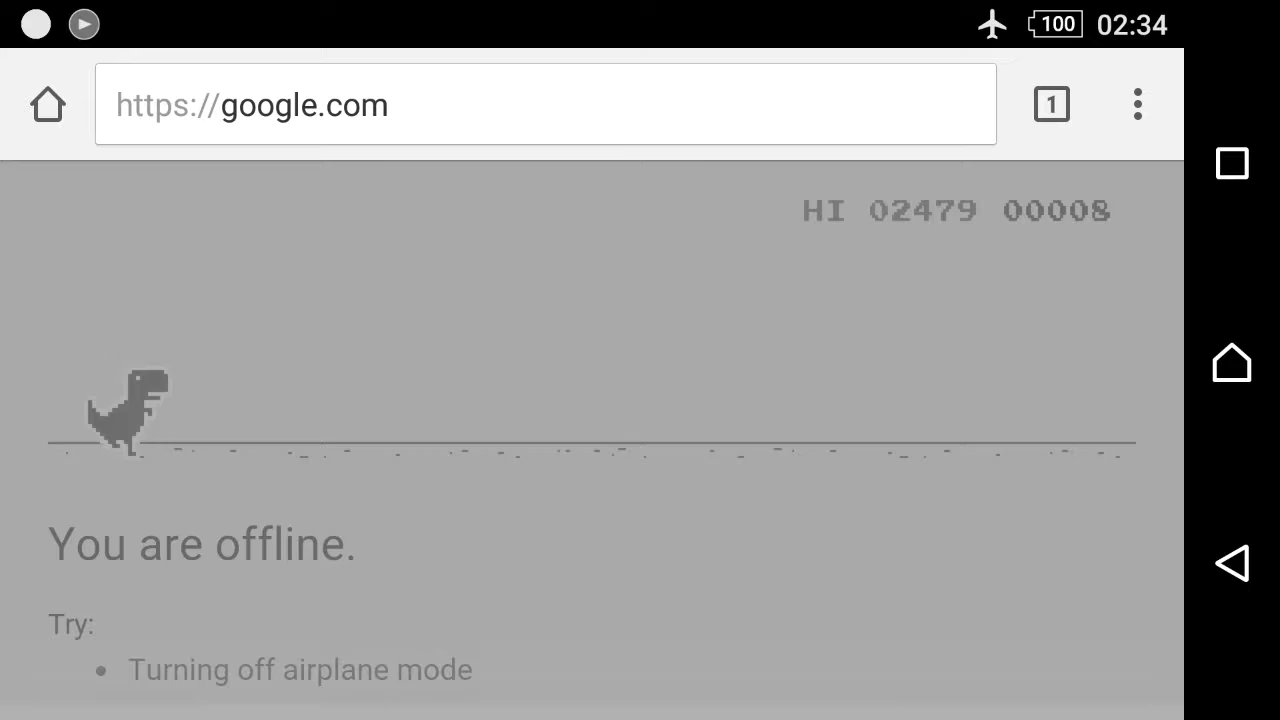 100 02:34
https://google.com 1
HI 02479 00008
You are offline.
Try:
• Turning off airplane mode